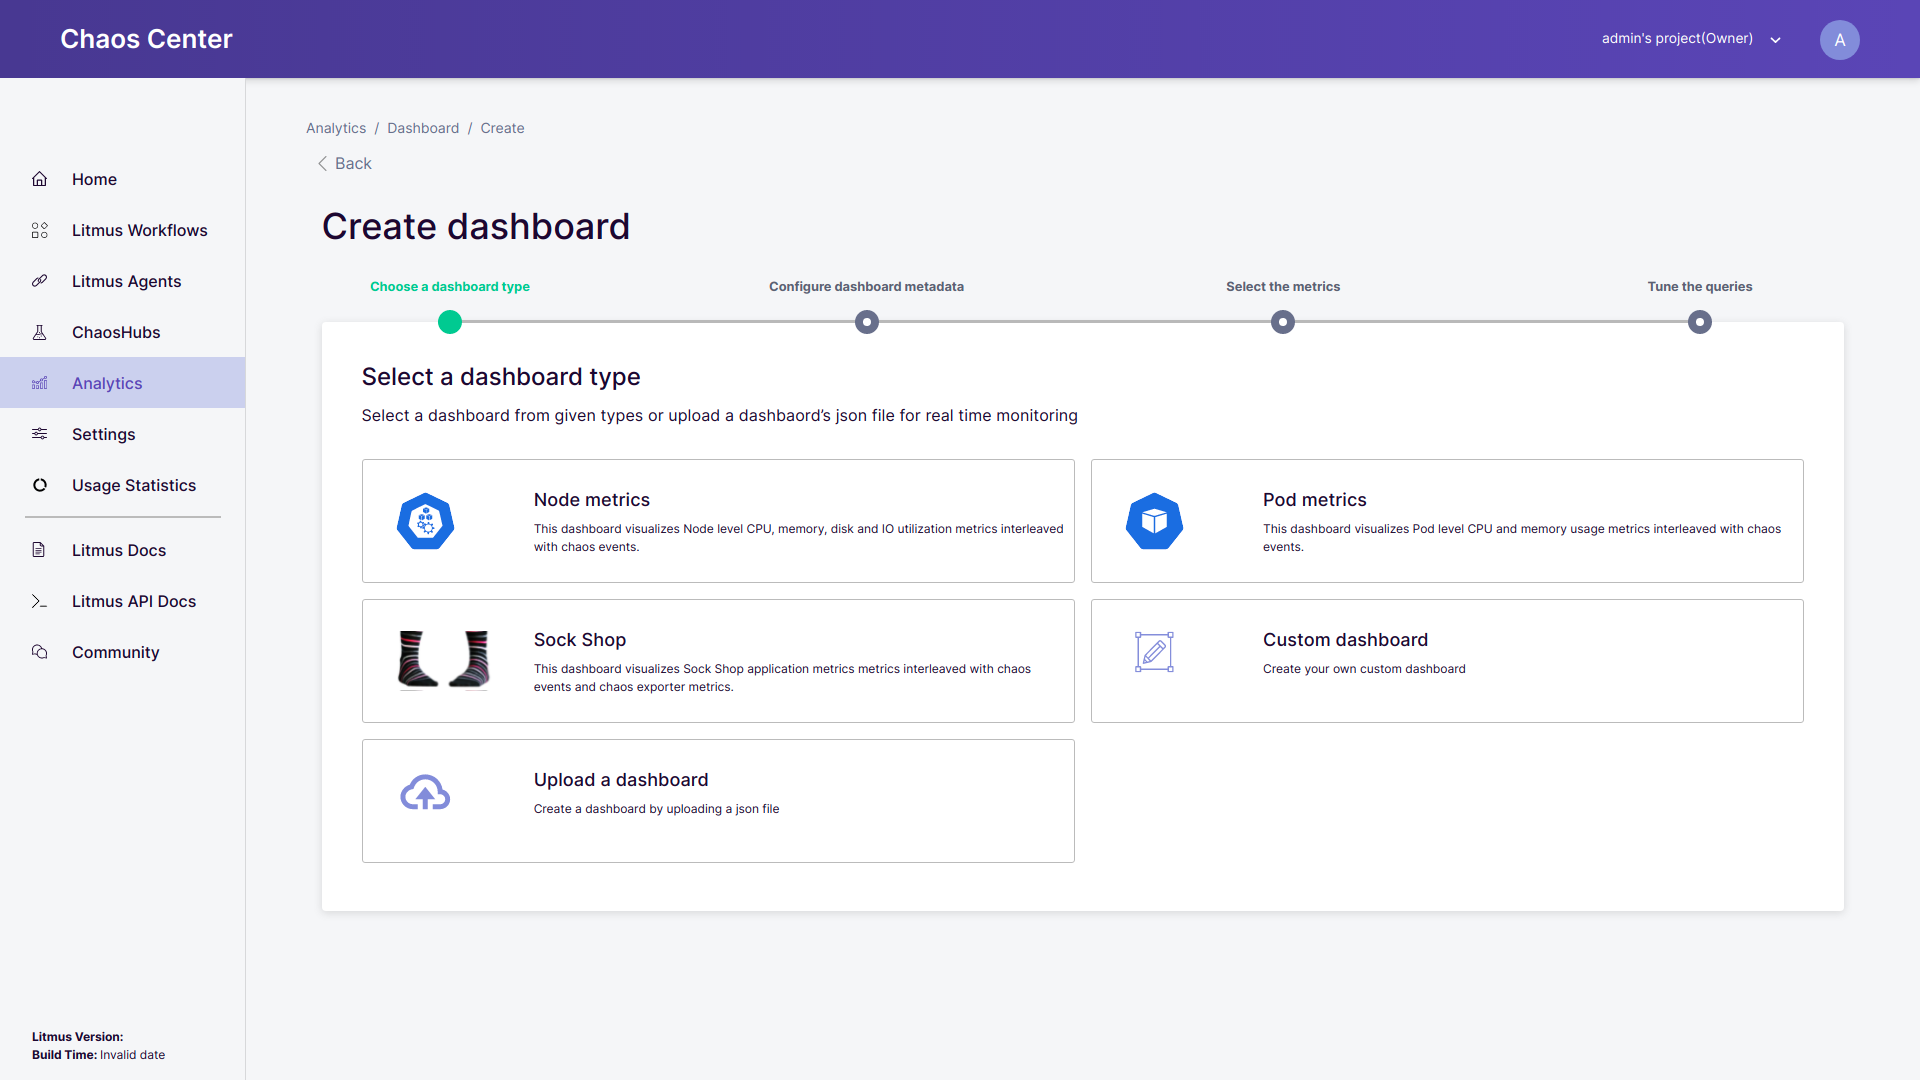 Chaos Center
admin's project(Owner)
A
Home
Litmus Workflows
Litmus Agents
ChaosHubs
Analytics
Settings
Usage Statistics
Litmus Docs
Litmus API Docs
Community
Litmus Version:
Build Time: Invalid date
Analytics / Dashboard / Create
Back
Create dashboard
Choose a dashboard type
Configure dashboard metadata
Select the metrics
Tune the queries
Select a dashboard type
Select a dashboard from given types or upload a dashbaord’s json file for real time monitoring
Node metrics
This dashboard visualizes Node level CPU, memory, disk and IO utilization metrics interleaved
with chaos events.
Pod metrics
This dashboard visualizes Pod level CPU and memory usage metrics interleaved with chaos
events.
Sock Shop
This dashboard visualizes Sock Shop application metrics metrics interleaved with chaos
events and chaos exporter metrics.
Custom dashboard
Create your own custom dashboard
Upload a dashboard
Create a dashboard by uploading a json file